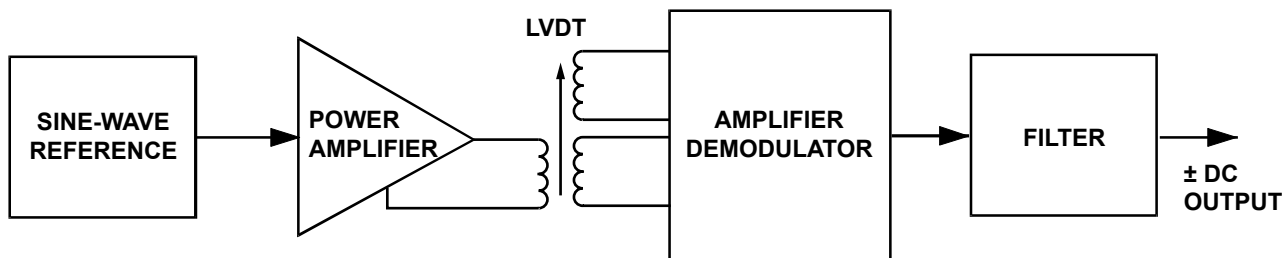 LVDT
SINE-WAVE
REFERENCE
POWER
AMPLIFIER
AMPLIFIER
DEMODULATOR
FILTER
± DC
OUTPUT